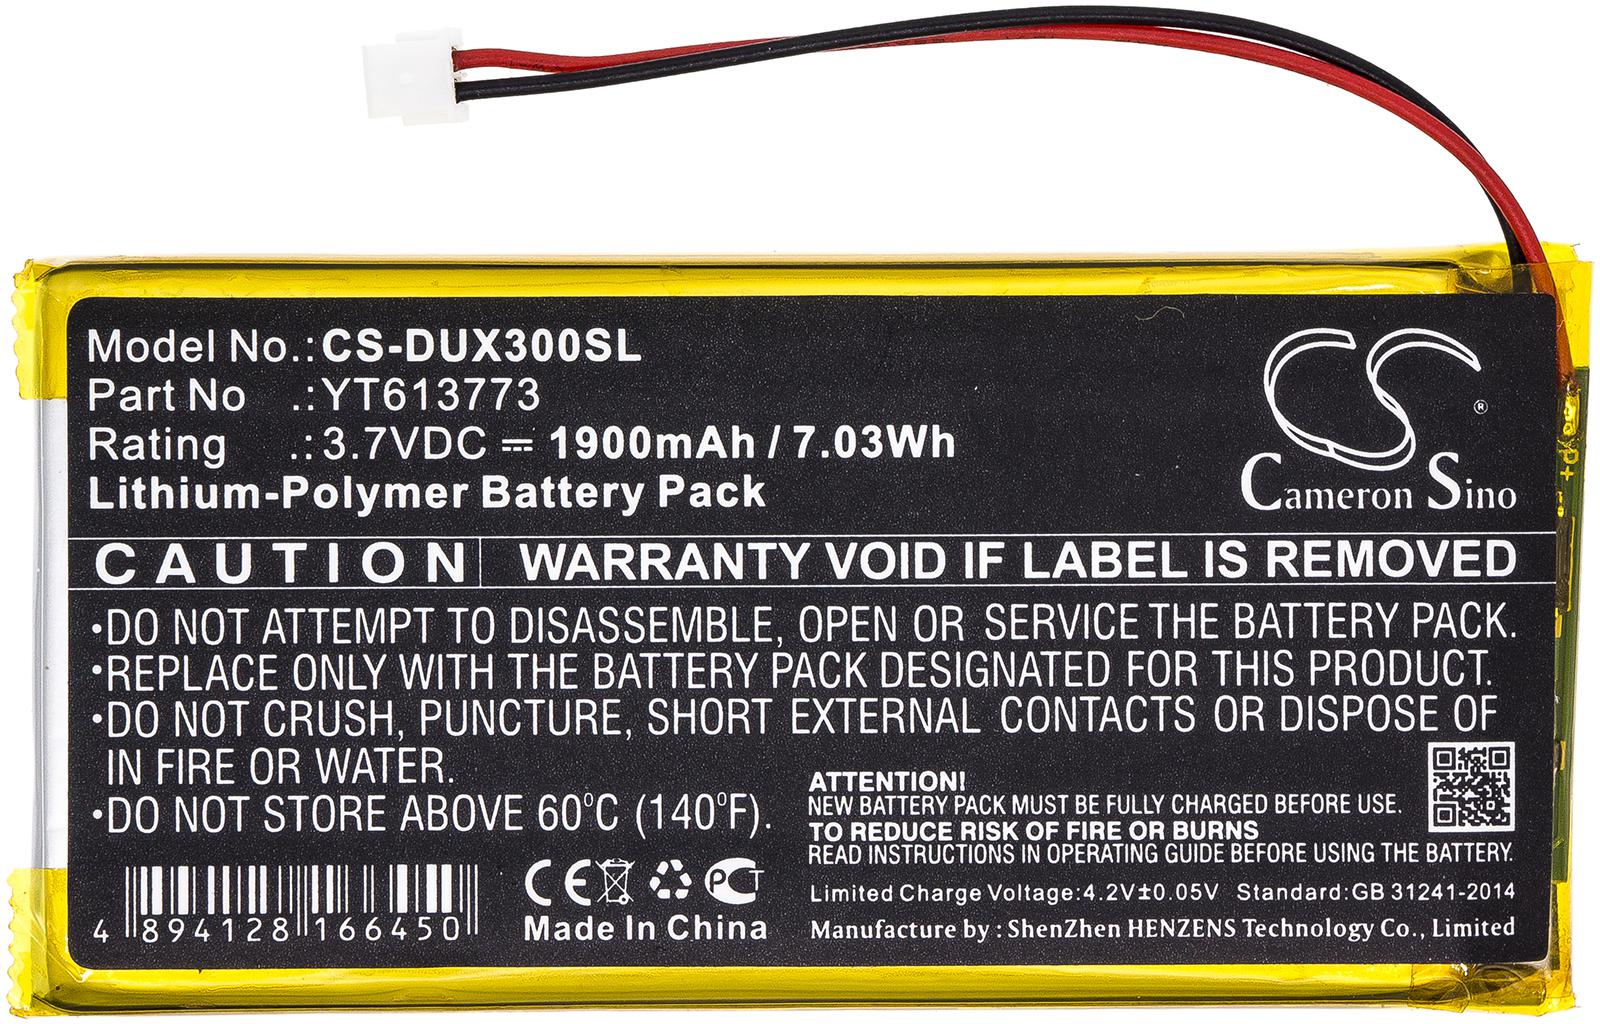 Model No.:CS-DUX300SL
Part No .:YT613773
Rating .:3.7VDC ⎓ 1900mAh / 7.03Wh
Lithium-Polymer Battery Pack
CS ®
Cameron Sino
CAUTION WARRANTY VOID IF LABEL IS REMOVED
•DO NOT ATTEMPT TO DISASSEMBLE, OPEN OR SERVICE THE BATTERY PACK.
•REPLACE ONLY WITH THE BATTERY PACK DESIGNATED FOR THIS PRODUCT.
•DO NOT CRUSH, PUNCTURE, SHORT EXTERNAL CONTACTS OR DISPOSE OF
IN FIRE OR WATER.
•DO NOT STORE ABOVE 60°C (140°F).
ATTENTION!
NEW BATTERY PACK MUST BE FULLY CHARGED BEFORE USE.
TO REDUCE RISK OF FIRE OR BURNS
READ INSTRUCTIONS IN OPERATING GUIDE BEFORE USING THE BATTERY.
Limited Charge Voltage:4.2V±0.05V Standard:GB 31241-2014
Manufacture by : ShenZhen HENZENS Technology Co., Limited
4 894128 166450
CE PCT
Made In China
P+